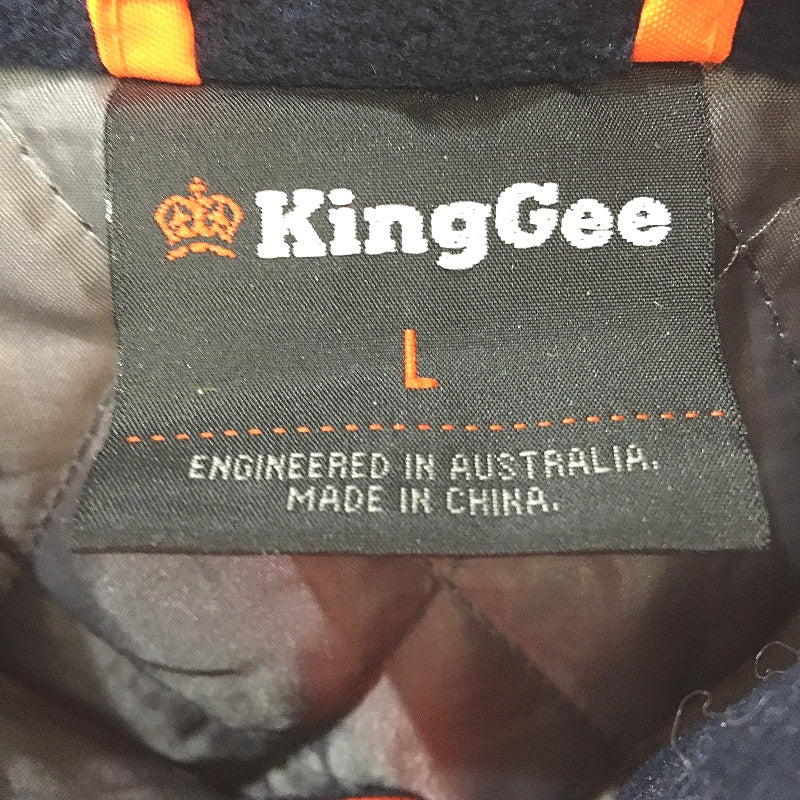 KingGee
L
ENGINEERED IN AUSTRALIA.
MADE IN CHINA.